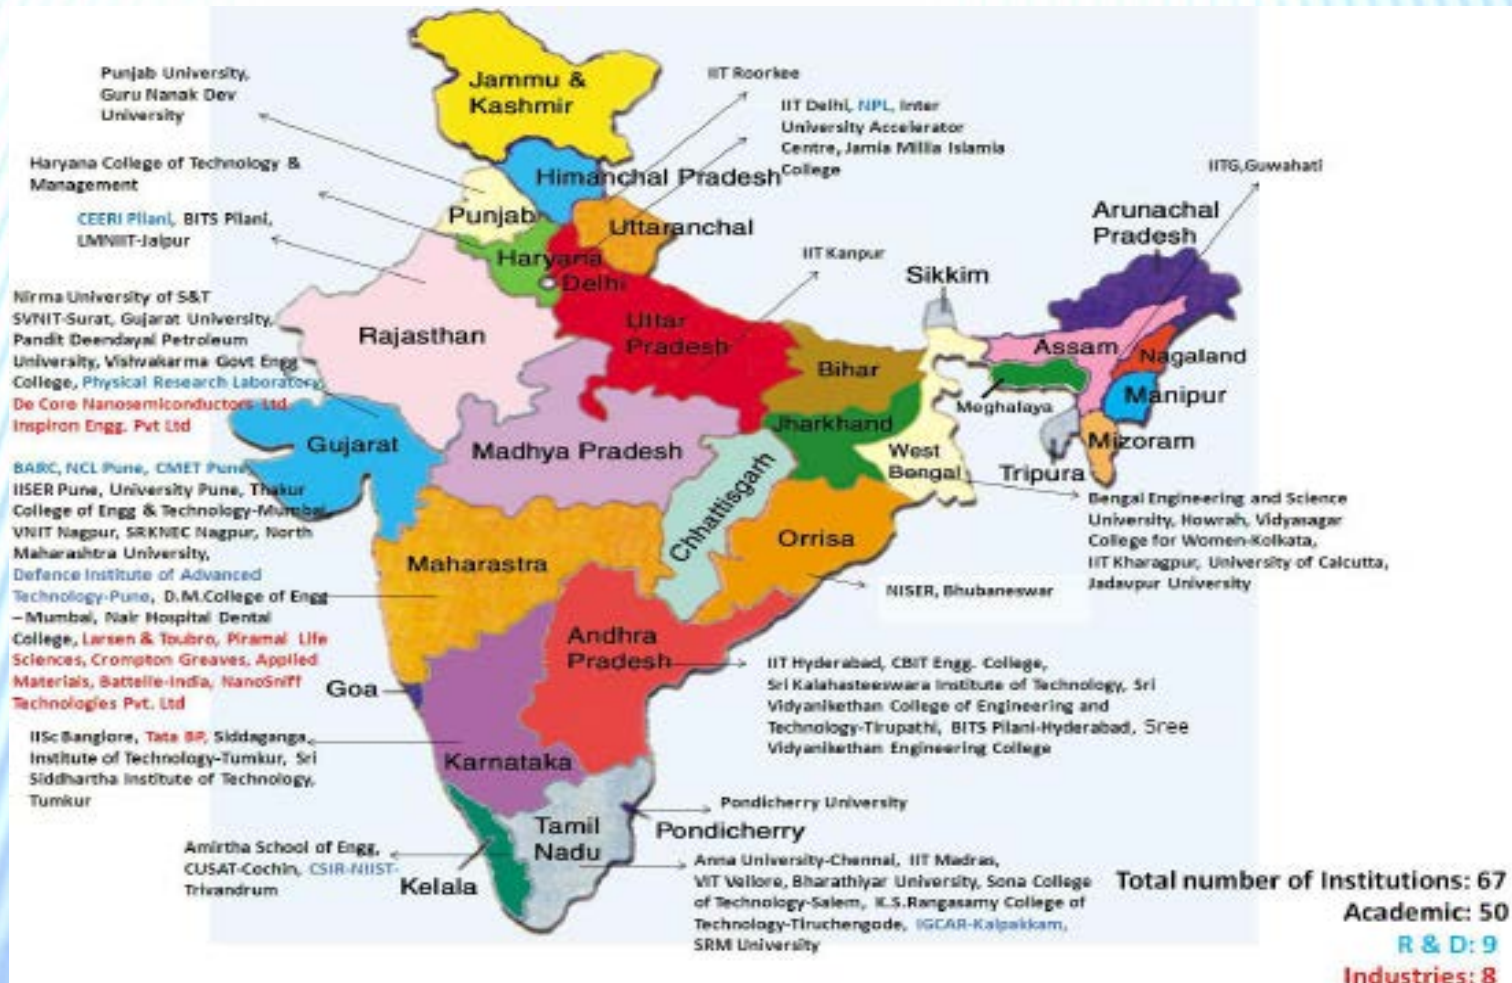 Punjab University,
Guru Nanak Dev
University
Haryana College of Technology &
Management
CEERI Pilani, BITS Pilani,
LMNIIT-Jaipur
Nirma University of S&T
SVNIT-Surat, Gujarat University,
Pandit Deendayal Petroleum
University, Vishvakarma Govt Engg
College, Physical Research Laboratory
De Core Nanosemiconductors Ltd
Inspiron Engg. Pvt Ltd
BARC, NCL Pune, CMET Pune,
IISER Pune, University Pune, Thakur
College of Engg & Technology-Mumbai
VNIT Nagpur, SRKNEC Nagpur, North
Maharashtra University,
Defence Institute of Advanced
Technology-Pune, D.M.College of Engg
–Mumbai, Nair Hospital Dental
College, Larsen & Toubro, Piramal Life
Sciences, Crompton Greaves, Applied
Materials, Battelle-India, NanoSniff
Technologies Pvt. Ltd
IISc Banglore, Tata BP, Siddaganga
Institute of Technology-Tumkur, Sri
Siddhartha Institute of Technology,
Tumkur
Amirtha School of Engg,
CUSAT-Cochin, CSIR-NIIST-
Trivandrum
Jammu &
Kashmir
Himanchal Pradesh
Punjab
Uttaranchal
Haryana
Delhi
Rajasthan
Uttar
Pradesh
Bihar
Sikkim
Arunachal
Pradesh
Assam
Nagaland
Meghalaya
Manipur
Mizoram
Tripura
Jharkhand
West
Bengal
Gujarat
Madhya Pradesh
Chhattisgarh
Orrisa
Maharastra
Andhra
Pradesh
Goa
Karnataka
Tamil
Nadu
Pondicherry
Kelala
IIT Roorkee
IIT Delhi, NPL, Inter
University Accelerator
Centre, Jamia Millia Islamia
College
IITG,Guwahati
IIT Kanpur
Bengal Engineering and Science
University, Howrah, Vidyasagar
College for Women-Kolkata,
IIT Kharagpur, University of Calcutta,
Jadavpur University
NISER, Bhubaneswar
IIT Hyderabad, CBIT Engg. College,
Sri Kalahasteeswara Institute of Technology, Sri
Vidyanikethan College of Engineering and
Technology-Tirupathi, BITS Pilani-Hyderabad, Sree
Vidyanikethan Engineering College
Pondicherry University
Anna University-Chennai, IIT Madras,
VIT Vellore, Bharathiyar University, Sona College
of Technology-Salem, K.S.Rangasamy College of
Technology-Tiruchengode, IGCAR-Kalpakkam,
SRM University
Total number of Institutions: 67
Academic: 50
R & D: 9
Industries: 8